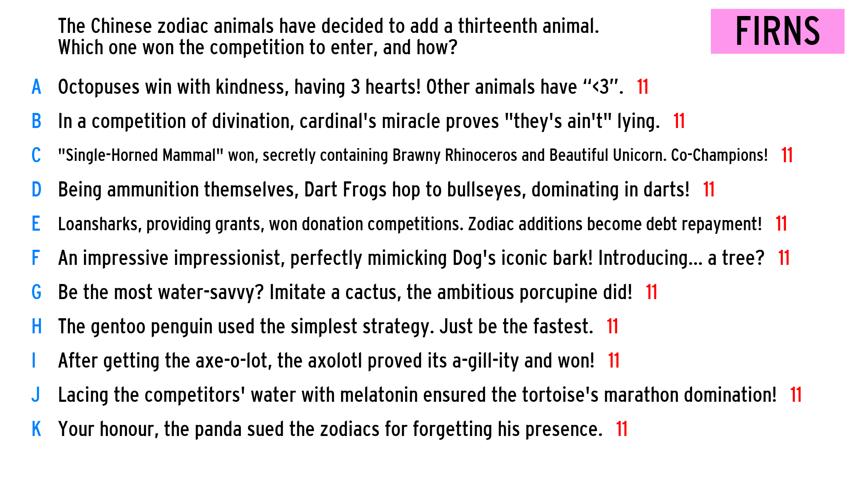 The Chinese zodiac animals have decided to add a thirteenth animal.
Which one won the competition to enter, and how?
FIRNS
A Octopuses win with kindness, having 3 hearts! Other animals have “<3”. 11
B In a competition of divination, cardinal's miracle proves "they's ain't" lying. 11
C "Single-Horned Mammal" won, secretly containing Brawny Rhinoceros and Beautiful Unicorn. Co-Champions! 11
D Being ammunition themselves, Dart Frogs hop to bullseyes, dominating in darts! 11
E Loansharks, providing grants, won donation competitions. Zodiac additions become debt repayment! 11
F An impressive impressionist, perfectly mimicking Dog's iconic bark! Introducing... a tree? 11
G Be the most water-savvy? Imitate a cactus, the ambitious porcupine did! 11
H The gentoo penguin used the simplest strategy. Just be the fastest. 11
I After getting the axe-o-lot, the axolotl proved its a-gill-ity and won! 11
J Lacing the competitors' water with melatonin ensured the tortoise's marathon domination! 11
K Your honour, the panda sued the zodiacs for forgetting his presence. 11